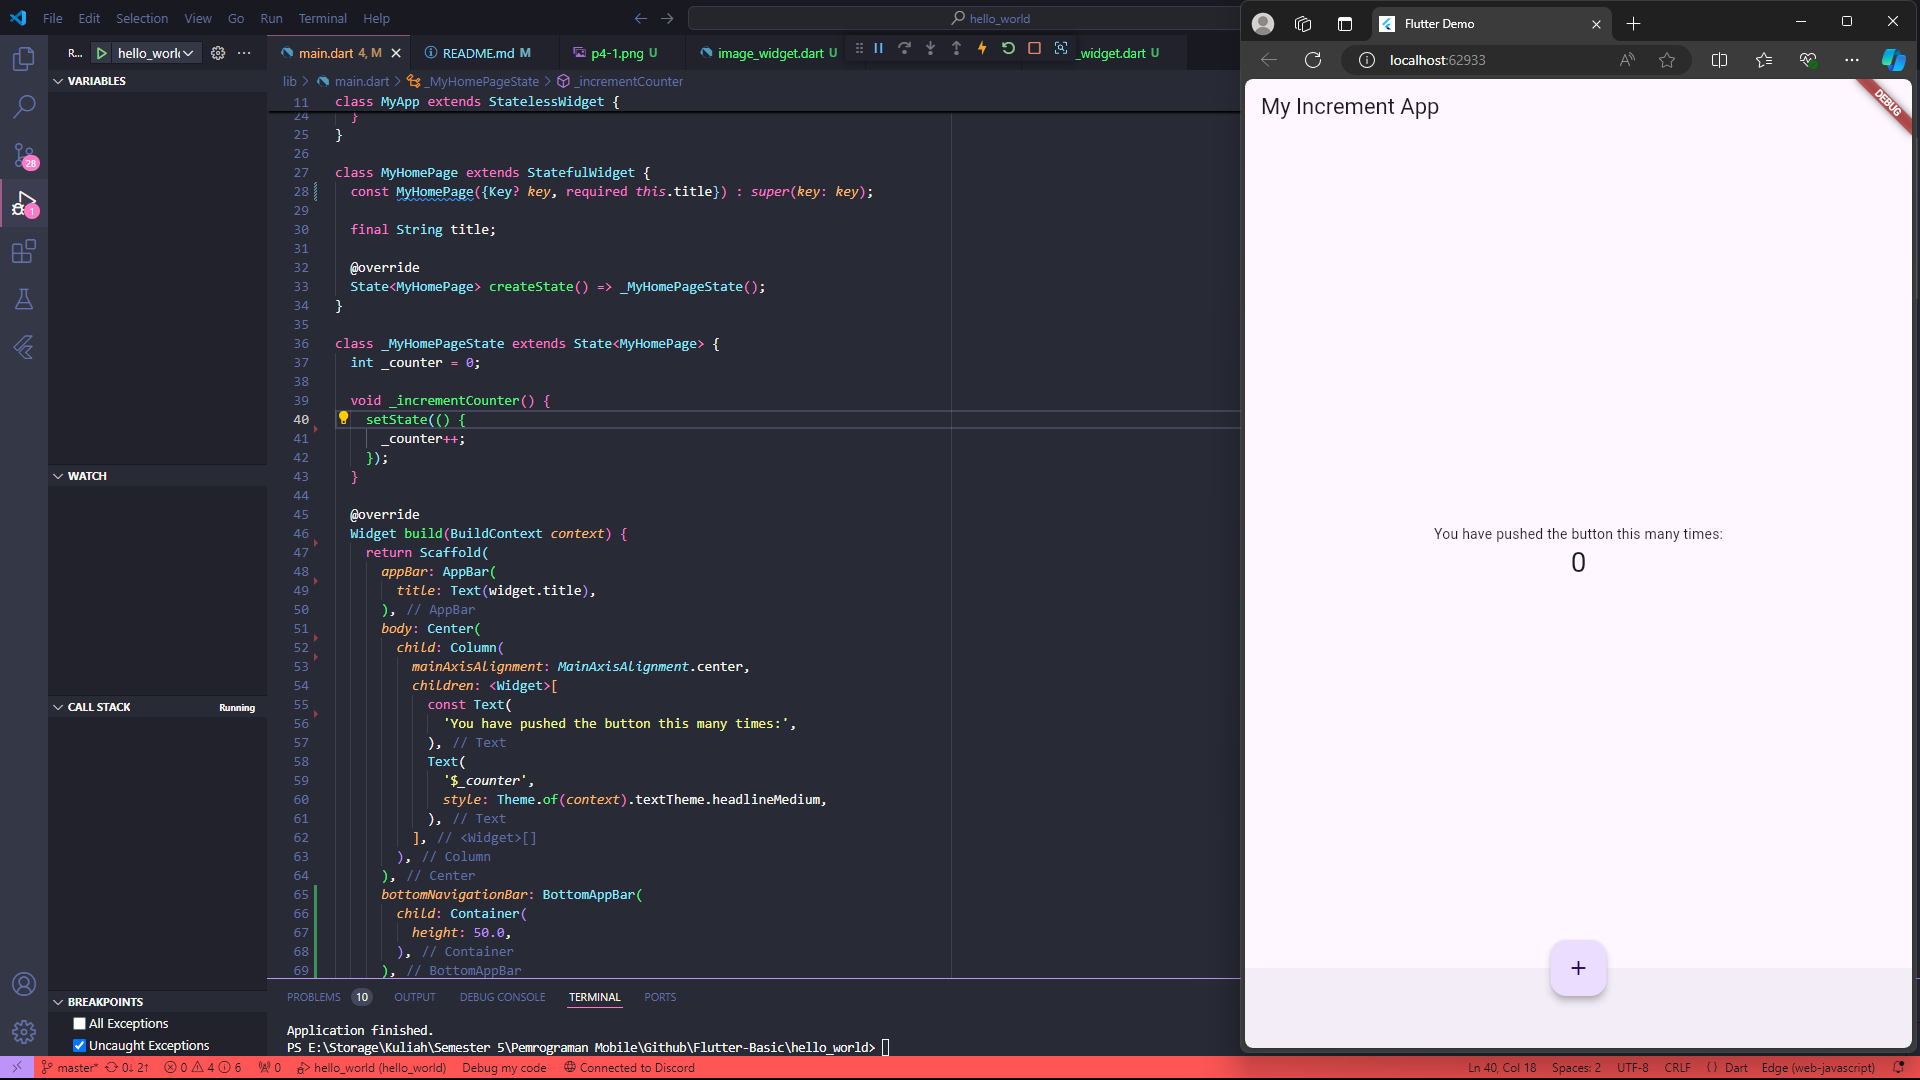 File Edit Selection View Go Run Terminal Help
hello_world
R... hello_world
main.dart 4, M
README.md M
p4-1.png U
image_widget.dart U
_widget.dart U
lib > main.dart > _MyHomePageState > _incrementCounter
VARIABLES
WATCH
CALL STACK Running
BREAKPOINTS
All Exceptions
Uncaught Exceptions
28
1
11 class MyApp extends StatelessWidget {
24 }
25 }
26
27 class MyHomePage extends StatefulWidget {
28 const MyHomePage({Key? key, required this.title}) : super(key: key);
29
30 final String title;
31
32 @override
33 State<MyHomePage> createState() => _MyHomePageState();
34 }
35
36 class _MyHomePageState extends State<MyHomePage> {
37 int _counter = 0;
38
39 void _incrementCounter() {
40 setState(() {
41 _counter++;
42 });
43 }
44
45 @override
46 Widget build(BuildContext context) {
47 return Scaffold(
48 appBar: AppBar(
49 title: Text(widget.title),
50 ), // AppBar
51 body: Center(
52 child: Column(
53 mainAxisAlignment: MainAxisAlignment.center,
54 children: <Widget>[
55 const Text(
56 'You have pushed the button this many times:',
57 ), // Text
58 Text(
59 '$_counter',
60 style: Theme.of(context).textTheme.headlineMedium,
61 ), // Text
62 ], // <Widget>[]
63 ), // Column
64 ), // Center
65 bottomNavigationBar: BottomAppBar(
66 child: Container(
67 height: 50.0,
68 ), // Container
69 ), // BottomAppBar
PROBLEMS 10 OUTPUT DEBUG CONSOLE TERMINAL PORTS
Application finished.
PS E:\Storage\Kuliah\Semester 5\Pemrograman Mobile\Github\Flutter-Basic\hello_world>
master* 0↓ 2↑ 0 4 6 0 hello_world (hello_world) Debug my code Connected to Discord Ln 40, Col 18 Spaces: 2 UTF-8 CRLF { } Dart Edge (web-javascript)
Flutter Demo
localhost:62933
My Increment App
DEBUG
You have pushed the button this many times:
0
+